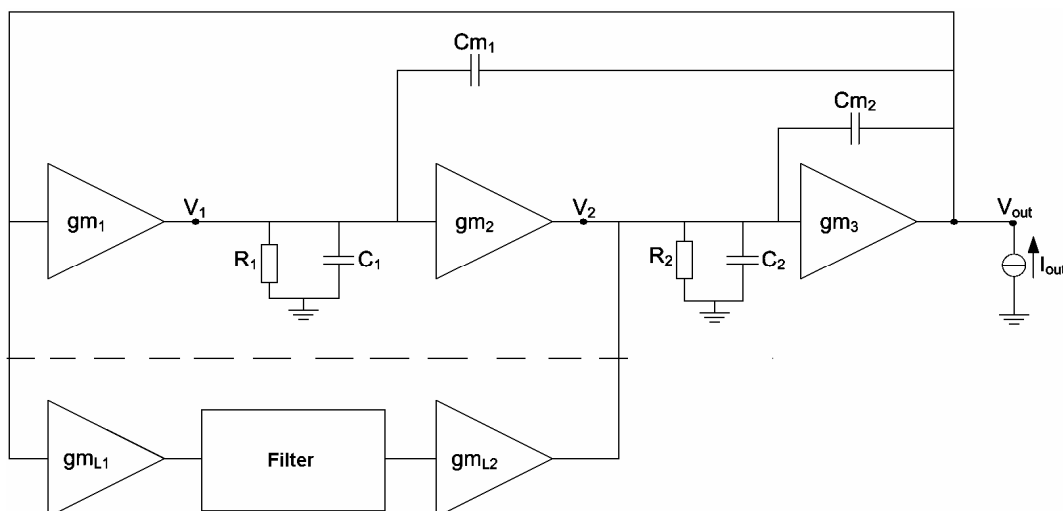 Cm₁
Cm₂
gm₁
V₁
R₁
C₁
gm₂
V₂
R₂
C₂
gm₃
Vout
Iout
gmL1
Filter
gmL2